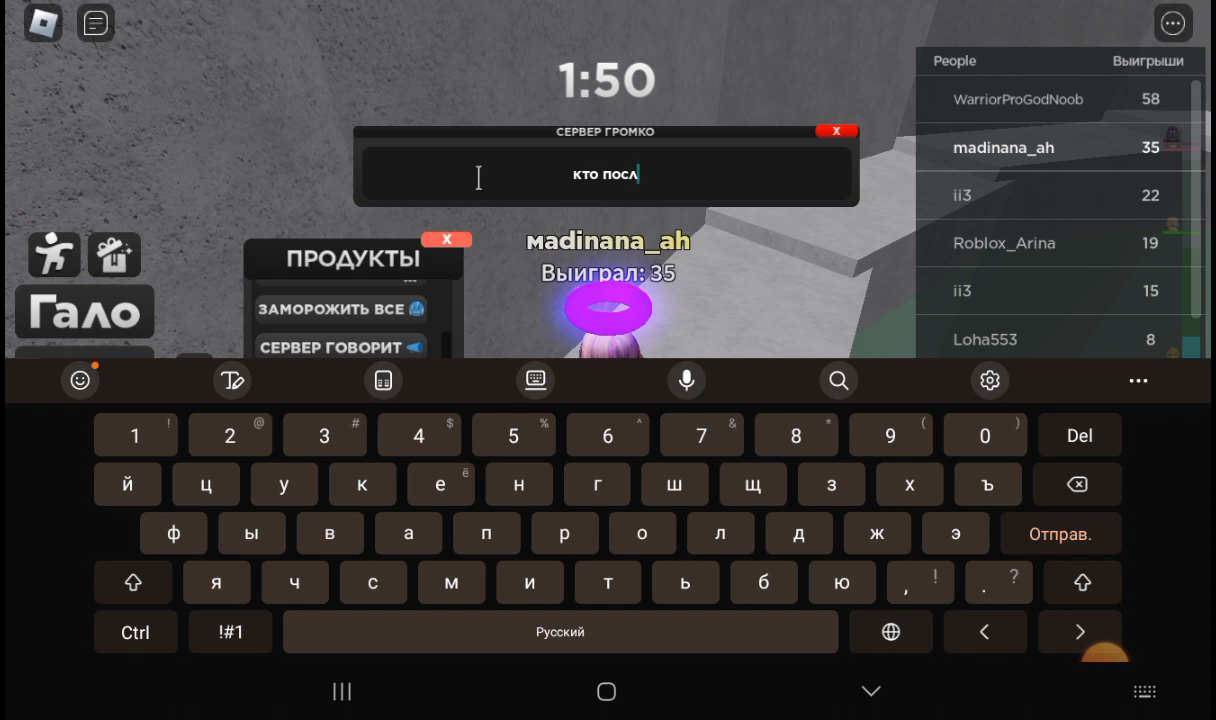 1:50
People Выигрыши
WarriorProGodNoob 58
madinana_ah 35
ii3 22
Roblox_Arina 19
ii3 15
Loha553 8
СЕРВЕР ГРОМКО X
кто посл
madinana_ah
Выиграл: 35
X
ПРОДУКТЫ
ЗАМОРОЖИТЬ ВСЕ
СЕРВЕР ГОВОРИТ
Гало
1 ! 2 @ 3 # 4 $ 5 % 6 ^ 7 & 8 * 9 ( 0 ) Del
й ц у к е ё н г ш щ з х ъ
ф ы в а п р о л д ж э Отправ.
я ч с м и т ь б ю , ! . ?
Ctrl !#1 Русский < >